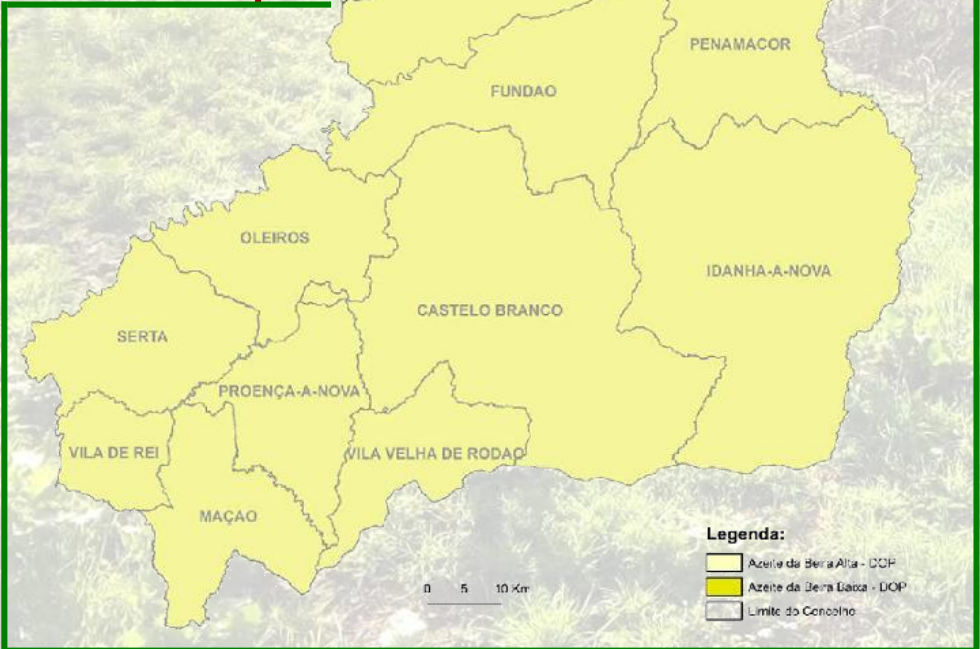 PENAMACOR
FUNDAO
OLEIROS
IDANHA-A-NOVA
CASTELO BRANCO
SERTA
PROENÇA-A-NOVA
VILA DE REI
VILA VELHA DE RODAO
MAÇAO
Legenda:
Azeite da Beira Alta - DOP
Azeite da Beira Baixa - DOP
Limite do Concelho
0 5 10 Km